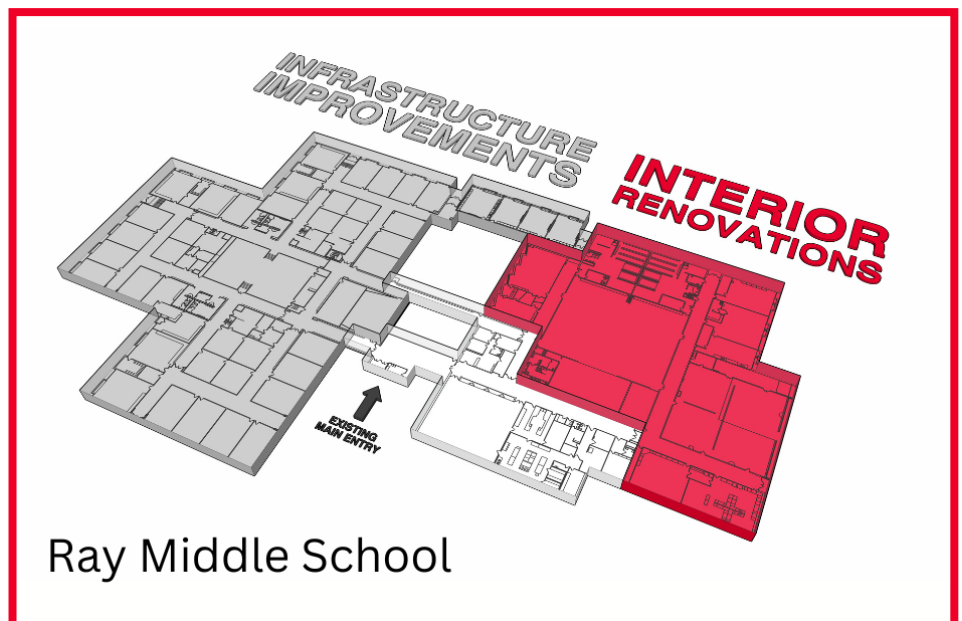 INFRASTRUCTURE
IMPROVEMENTS
INTERIOR
RENOVATIONS
EXISTING
MAIN ENTRY
Ray Middle School